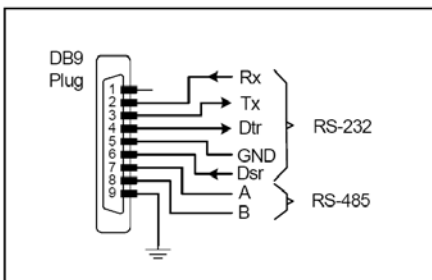 DB9
Plug
1
2
3
4
5
6
7
8
9
Rx
Tx
Dtr
GND
Dsr
A
B
RS-232
RS-485